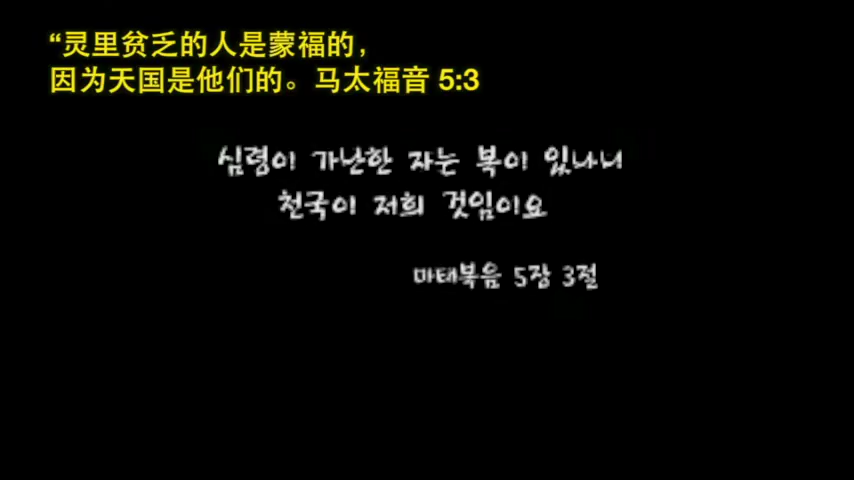 “灵里贫乏的人是蒙福的，
因为天国是他们的。马太福音 5:3
심령이 가난한 자는 복이 있나니
천국이 저희 것임이요
마태복음 5장 3절